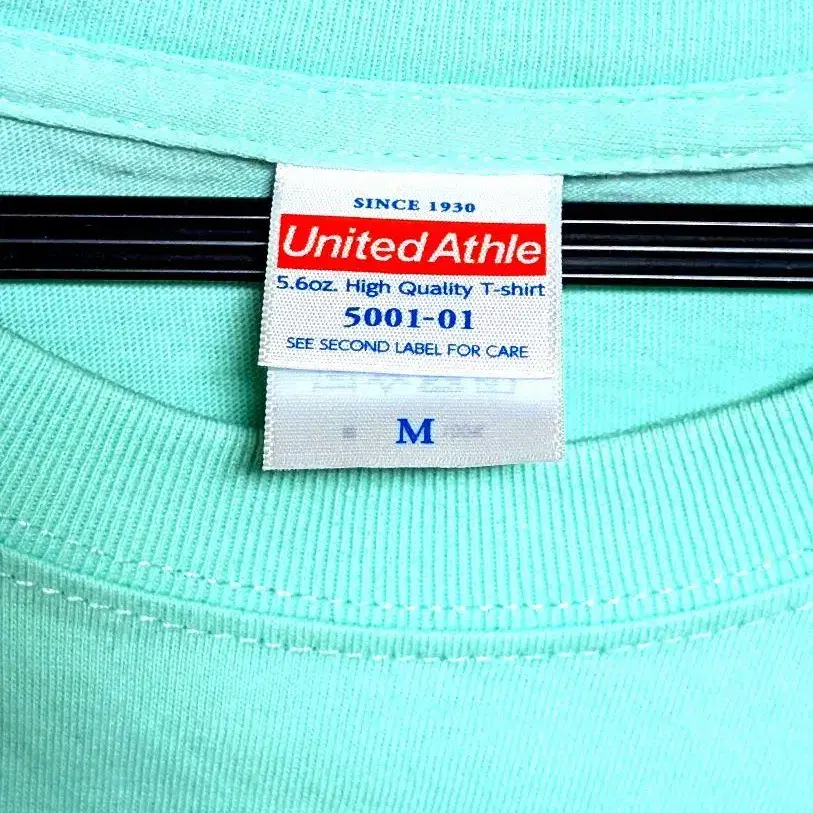 SINCE 1930
United Athle
5.6oz. High Quality T-shirt
5001-01
SEE SECOND LABEL FOR CARE
M